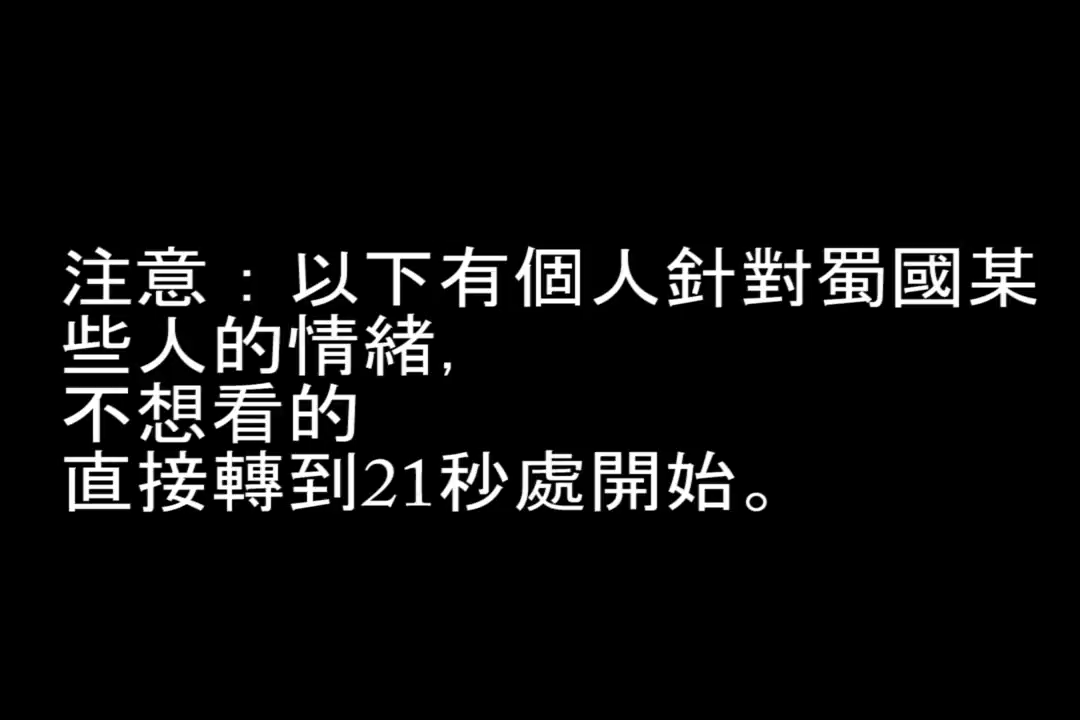 注意：以下有個人針對蜀國某
些人的情緒,
不想看的
直接轉到21秒處開始。